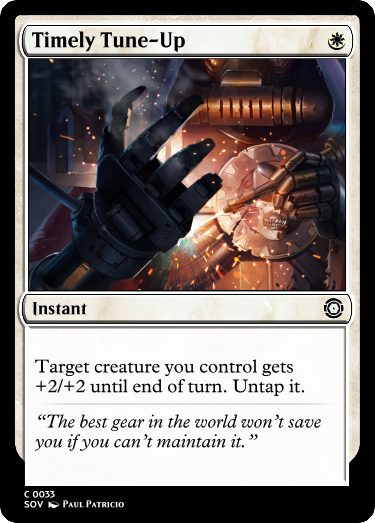 Timely Tune-Up
Instant
Target creature you control gets
+2/+2 until end of turn. Untap it.
“The best gear in the world won’t save
you if you can’t maintain it.”
C 0033
SOV Paul Patricio